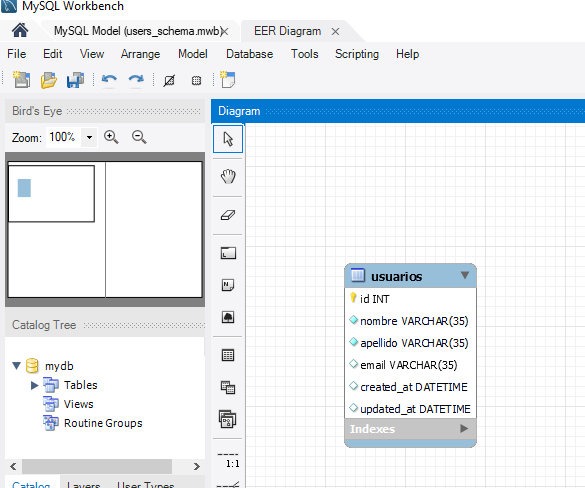 MySQL Workbench
MySQL Model (users_schema.mwb) × EER Diagram ×
File Edit View Arrange Model Database Tools Scripting Help
Bird's Eye
Zoom: 100%
Diagram
Catalog Tree
mydb
Tables
Views
Routine Groups
Catalog Layers User Types
L
N
1:1
usuarios
id INT
nombre VARCHAR(35)
apellido VARCHAR(35)
email VARCHAR(35)
created_at DATETIME
updated_at DATETIME
Indexes